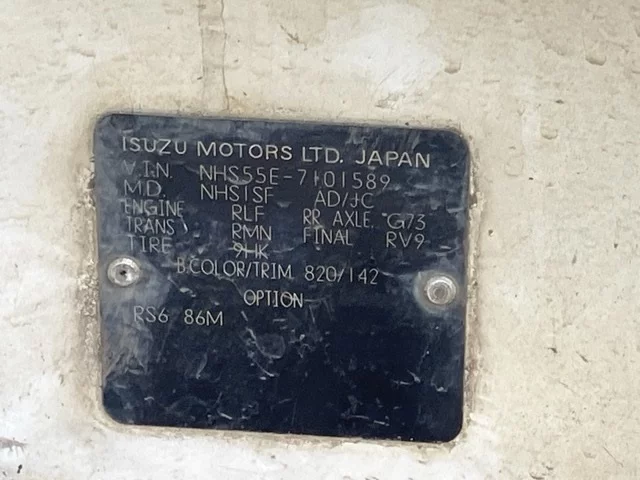 ISUZU MOTORS LTD. JAPAN
V.I.N. NHS55E-7101589
M.D. NHS1SF AD/JC
ENGINE RLF RR AXLE. G73
TRANS RMN FINAL RV9
TIRE 9HK
B.COLOR/TRIM 820/142
OPTION
RS6 86M